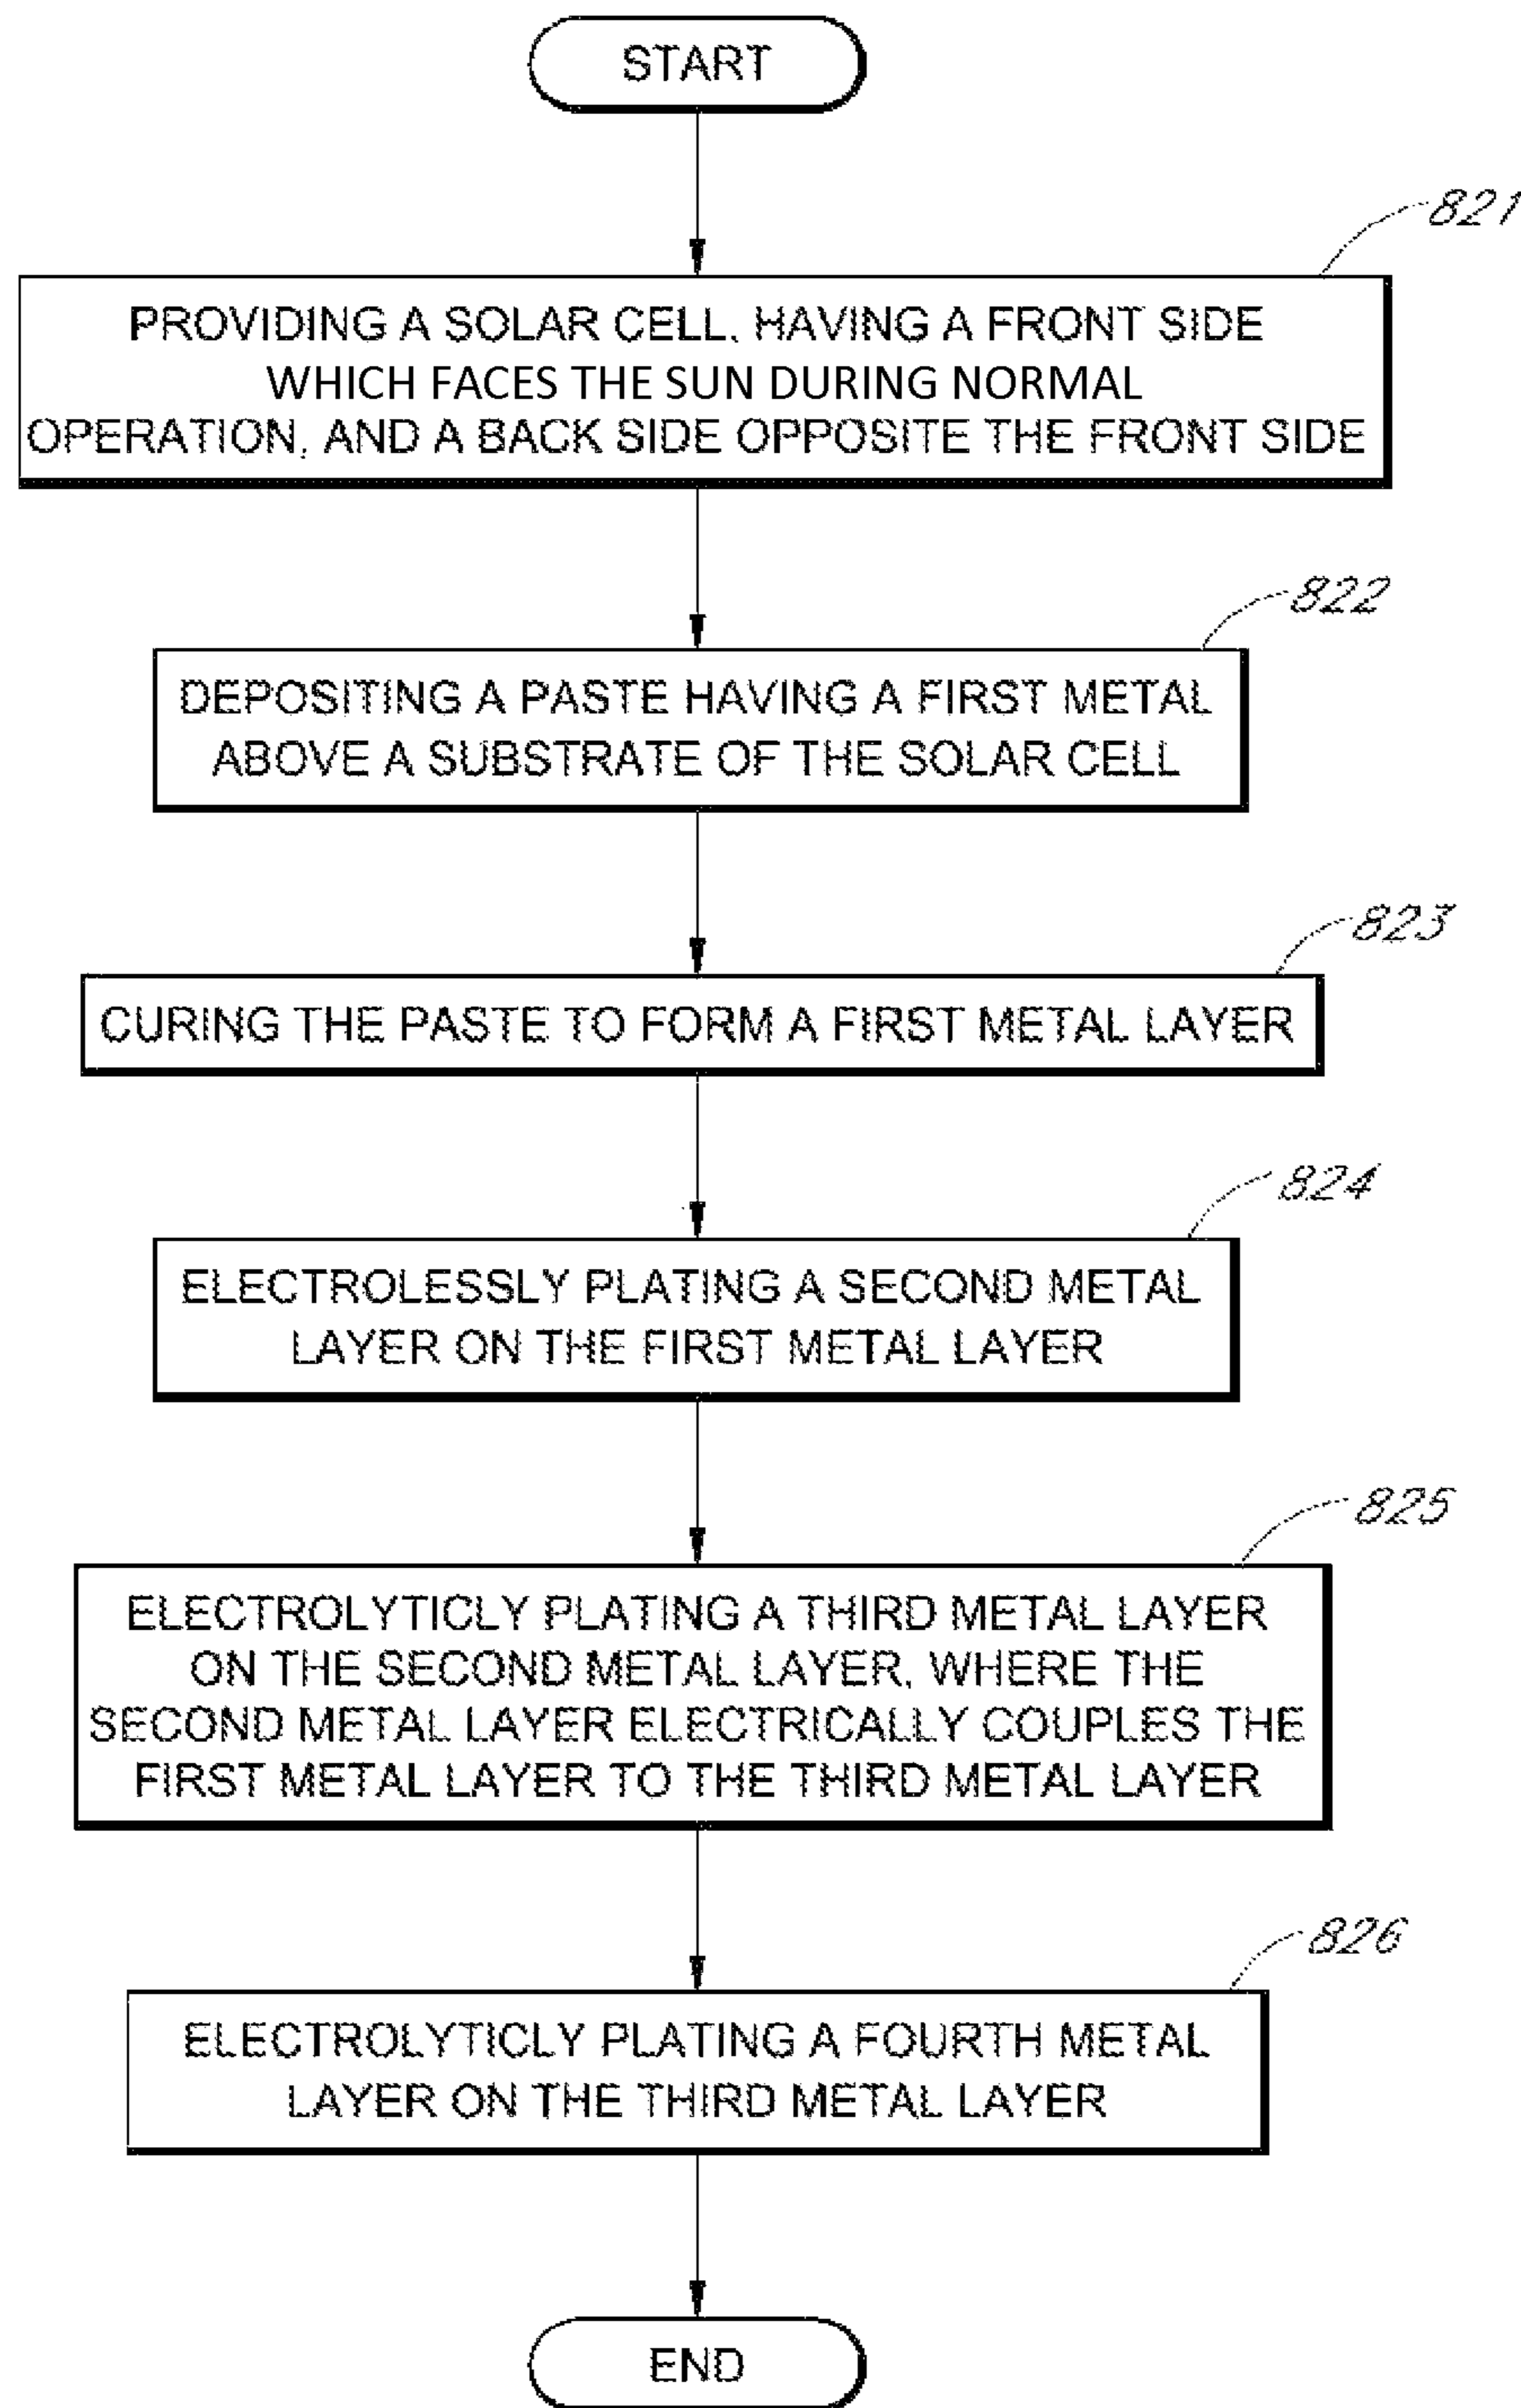 START
821
PROVIDING A SOLAR CELL, HAVING A FRONT SIDE
WHICH FACES THE SUN DURING NORMAL
OPERATION, AND A BACK SIDE OPPOSITE THE FRONT SIDE
822
DEPOSITING A PASTE HAVING A FIRST METAL
ABOVE A SUBSTRATE OF THE SOLAR CELL
823
CURING THE PASTE TO FORM A FIRST METAL LAYER
824
ELECTROLESSLY PLATING A SECOND METAL
LAYER ON THE FIRST METAL LAYER
825
ELECTROLYTICLY PLATING A THIRD METAL LAYER
ON THE SECOND METAL LAYER, WHERE THE
SECOND METAL LAYER ELECTRICALLY COUPLES THE
FIRST METAL LAYER TO THE THIRD METAL LAYER
826
ELECTROLYTICLY PLATING A FOURTH METAL
LAYER ON THE THIRD METAL LAYER
END